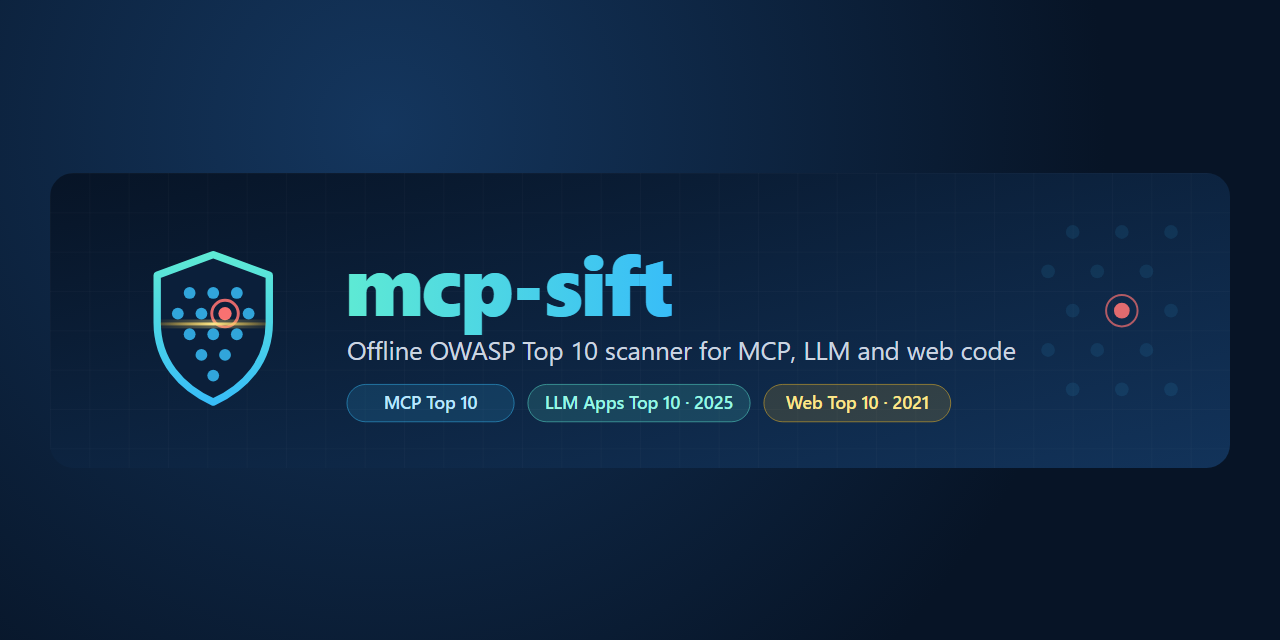 mcp-sift
Offline OWASP Top 10 scanner for MCP, LLM and web code
MCP Top 10
LLM Apps Top 10 · 2025
Web Top 10 · 2021